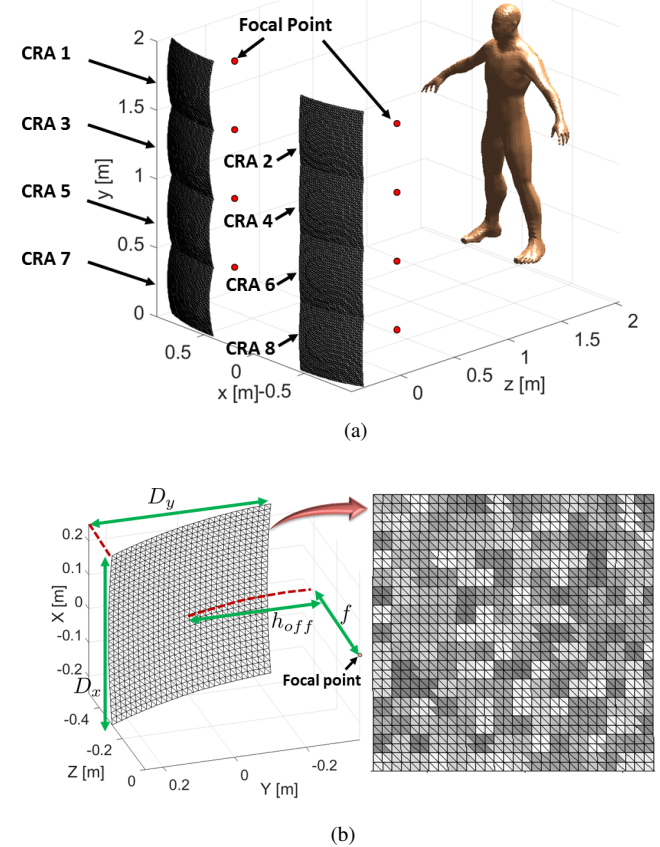 Focal Point
CRA 1
CRA 3
CRA 5
CRA 7
CRA 2
CRA 4
CRA 6
CRA 8
2
1.5
1
0.5
0
y [m]
0.5
0
-0.5
x [m]
0
0.5
1
1.5
2
z [m]
(a)
D_y
0.2
0.1
0
-0.1
-0.2
X [m]
D_x
h_{off}
f
Focal point
-0.4
-0.2
0
Z [m]
0.2
0
-0.2
Y [m]
(b)